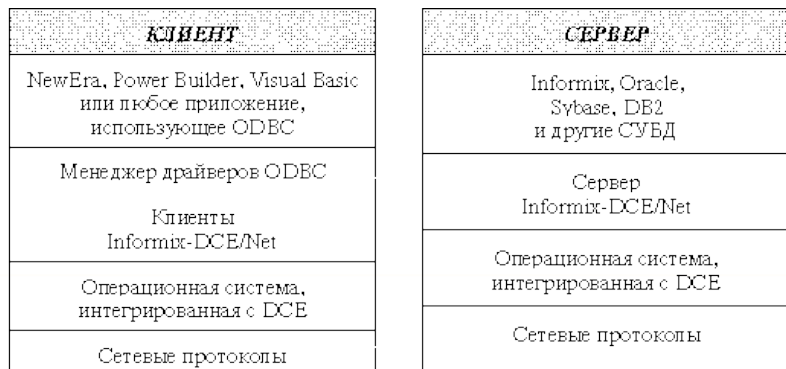 КЛИЕНТ
NewEra, Power Builder, Visual Basic
или любое приложение,
использующее ODBC
Менеджер драйверов ODBC
Клиенты
Informix-DCE/Net
Операционная система,
интегрированная с DCE
Сетевые протоколы
СЕРВЕР
Informix, Oracle,
Sybase, DB2
и другие СУБД
Сервер
Informix-DCE/Net
Операционная система,
интегрированная с DCE
Сетевые протоколы